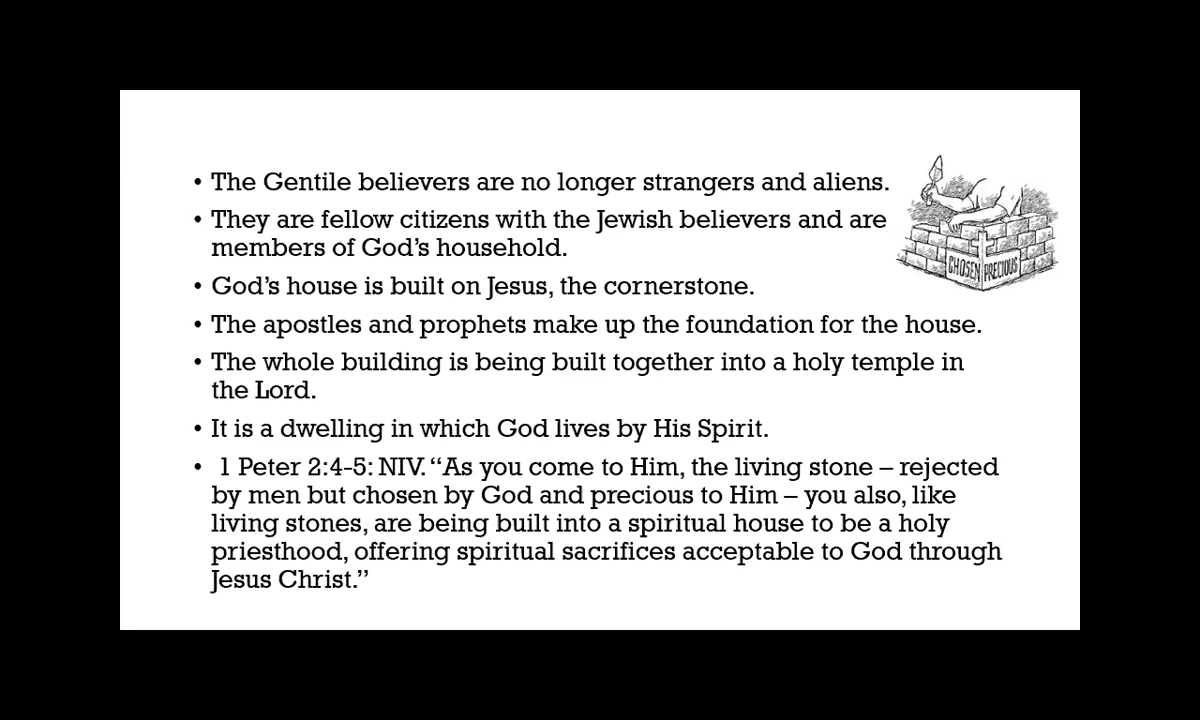 • The Gentile believers are no longer strangers and aliens.
• They are fellow citizens with the Jewish believers and are
members of God’s household.
• God’s house is built on Jesus, the cornerstone.
• The apostles and prophets make up the foundation for the house.
• The whole building is being built together into a holy temple in
the Lord.
• It is a dwelling in which God lives by His Spirit.
• 1 Peter 2:4-5: NIV. “As you come to Him, the living stone – rejected
by men but chosen by God and precious to Him – you also, like
living stones, are being built into a spiritual house to be a holy
priesthood, offering spiritual sacrifices acceptable to God through
Jesus Christ.”
CHOSEN PRECIOUS